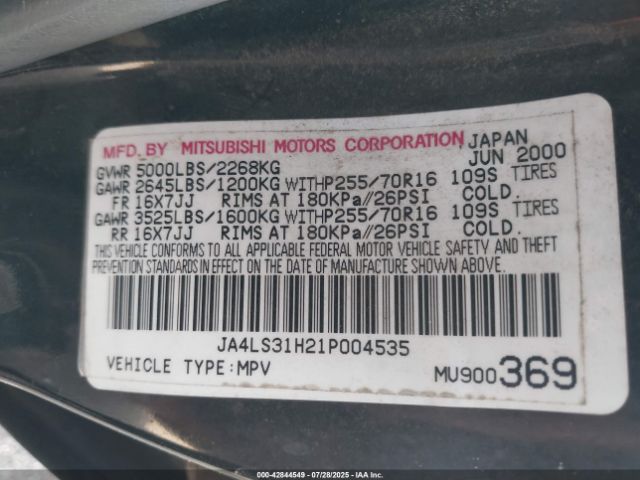 MFD. BY MITSUBISHI MOTORS CORPORATION JAPAN
GVWR 5000LBS/2268KG JUN 2000
GAWR 2645LBS/1200KG WITHP255/70R16 109S TIRES
FR 16X7JJ RIMS AT 180KPa//26PSI COLD.
GAWR 3525LBS/1600KG WITHP255/70R16 109S TIRES
RR 16X7JJ RIMS AT 180KPa//26PSI COLD.
THIS VEHICLE CONFORMS TO ALL APPLICABLE FEDERAL MOTOR VEHICLE SAFETY AND THEFT
PREVENTION STANDARDS IN EFFECT ON THE DATE OF MANUFACTURE SHOWN ABOVE.
JA4LS31H21P004535
VEHICLE TYPE:MPV MU900369
000-42844549 | 07/28/2025 | IAAI.com